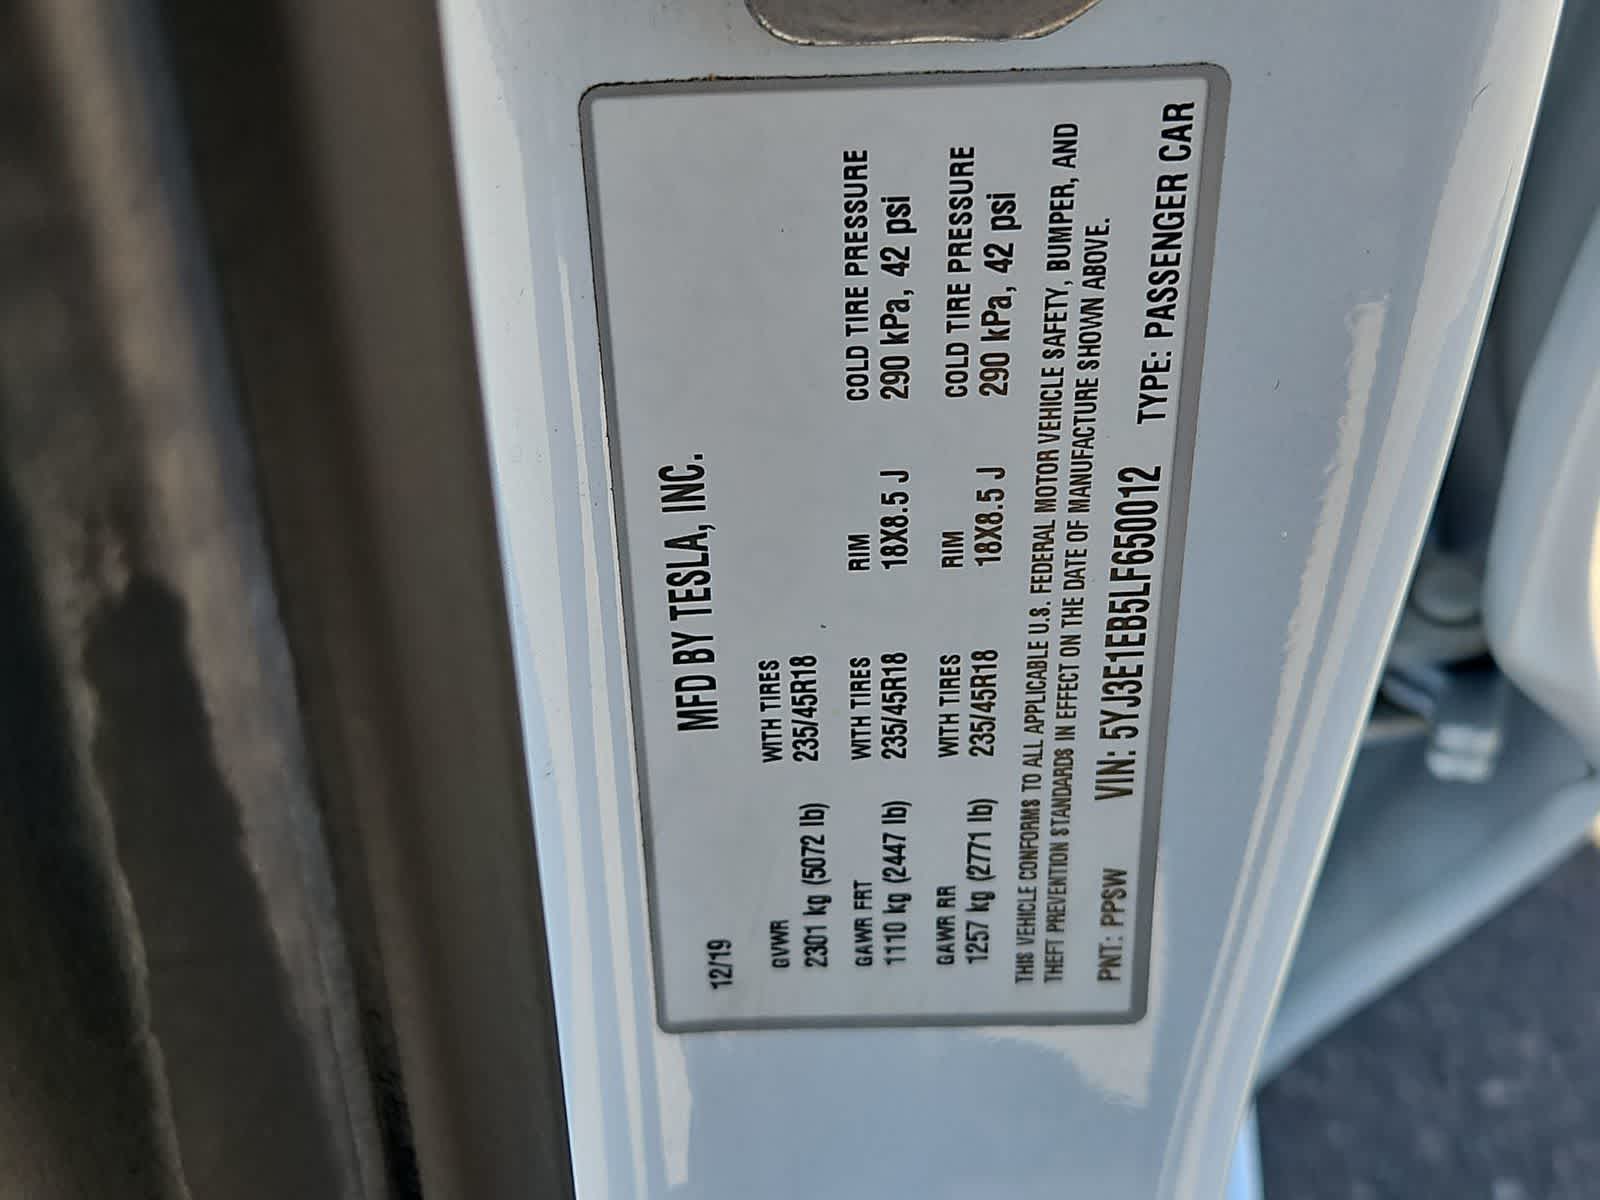 MFD BY TESLA, INC.
12/19
GVWR WITH TIRES
2301 kg (5072 lb) 235/45R18
GAWR FRT WITH TIRES RIM COLD TIRE PRESSURE
1110 kg (2447 lb) 235/45R18 18X8.5 J 290 kPa, 42 psi
GAWR RR WITH TIRES RIM COLD TIRE PRESSURE
1257 kg (2771 lb) 235/45R18 18X8.5 J 290 kPa, 42 psi
THIS VEHICLE CONFORMS TO ALL APPLICABLE U.S. FEDERAL MOTOR VEHICLE SAFETY, BUMPER, AND
THEFT PREVENTION STANDARDS IN EFFECT ON THE DATE OF MANUFACTURE SHOWN ABOVE.
PNT: PPSW VIN: 5YJ3E1EB5LF650012 TYPE: PASSENGER CAR